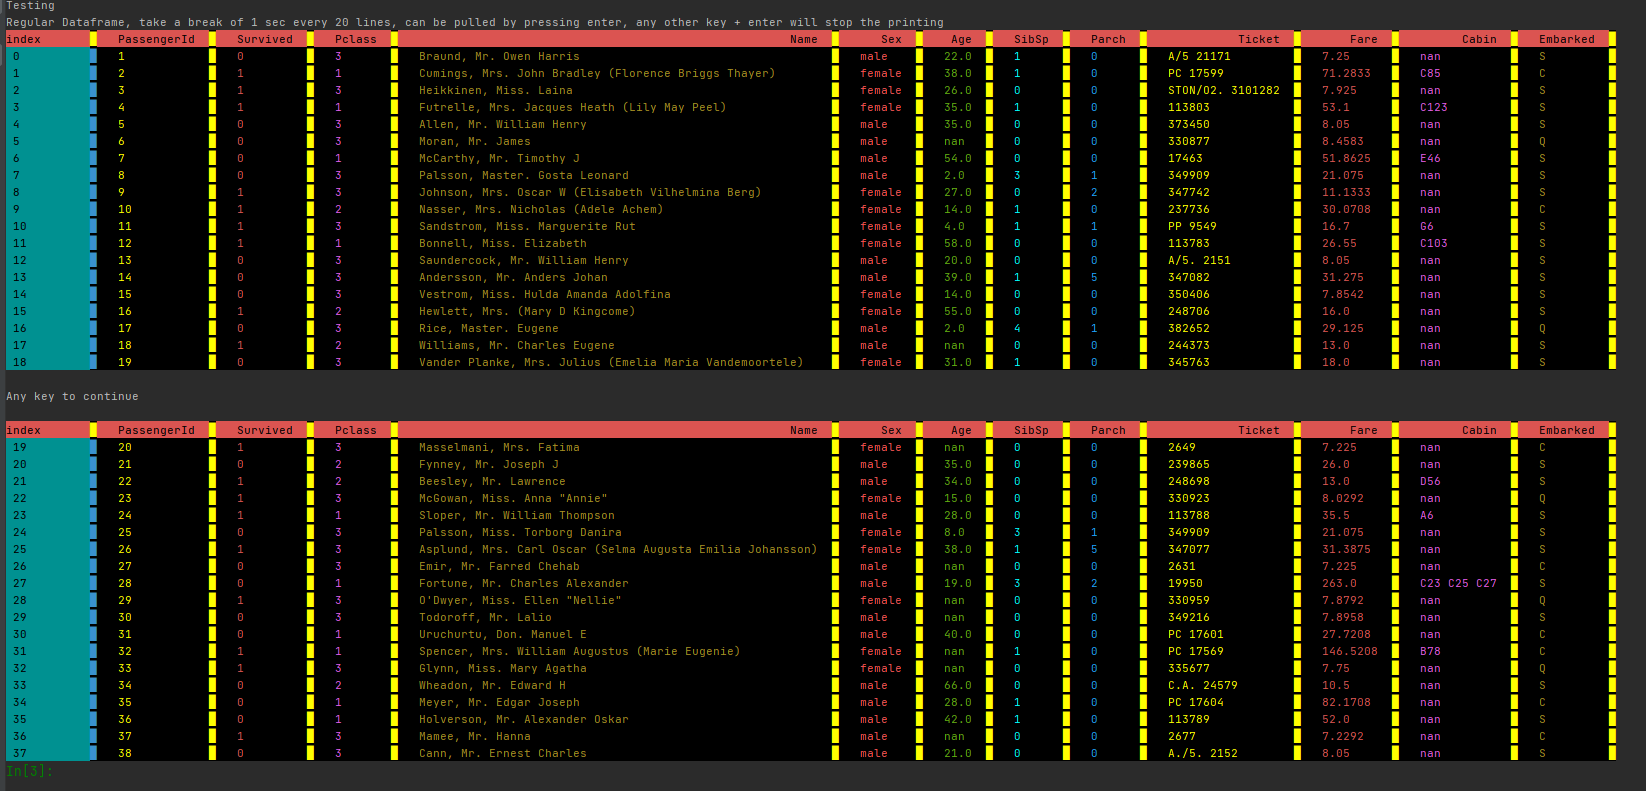 Testing
Regular Dataframe, take a break of 1 sec every 20 lines, can be pulled by pressing enter, any other key + enter will stop the printing
index PassengerId Survived Pclass Name Sex Age SibSp Parch Ticket Fare Cabin Embarked
0 1 0 3 Braund, Mr. Owen Harris male 22.0 1 0 A/5 21171 7.25 nan S
1 2 1 1 Cumings, Mrs. John Bradley (Florence Briggs Thayer) female 38.0 1 0 PC 17599 71.2833 C85 C
2 3 1 3 Heikkinen, Miss. Laina female 26.0 0 0 STON/O2. 3101282 7.925 nan S
3 4 1 1 Futrelle, Mrs. Jacques Heath (Lily May Peel) female 35.0 1 0 113803 53.1 C123 S
4 5 0 3 Allen, Mr. William Henry male 35.0 0 0 373450 8.05 nan S
5 6 0 3 Moran, Mr. James male nan 0 0 330877 8.4583 nan Q
6 7 0 1 McCarthy, Mr. Timothy J male 54.0 0 0 17463 51.8625 E46 S
7 8 0 3 Palsson, Master. Gosta Leonard male 2.0 3 1 349909 21.075 nan S
8 9 1 3 Johnson, Mrs. Oscar W (Elisabeth Vilhelmina Berg) female 27.0 0 2 347742 11.1333 nan S
9 10 1 2 Nasser, Mrs. Nicholas (Adele Achem) female 14.0 1 0 237736 30.0708 nan C
10 11 1 3 Sandstrom, Miss. Marguerite Rut female 4.0 1 1 PP 9549 16.7 G6 S
11 12 1 1 Bonnell, Miss. Elizabeth female 58.0 0 0 113783 26.55 C103 S
12 13 0 3 Saundercock, Mr. William Henry male 20.0 0 0 A/5. 2151 8.05 nan S
13 14 0 3 Andersson, Mr. Anders Johan male 39.0 1 5 347082 31.275 nan S
14 15 0 3 Vestrom, Miss. Hulda Amanda Adolfina female 14.0 0 0 350406 7.8542 nan S
15 16 1 2 Hewlett, Mrs. (Mary D Kingcome) female 55.0 0 0 248706 16.0 nan S
16 17 0 3 Rice, Master. Eugene male 2.0 4 1 382652 29.125 nan Q
17 18 1 2 Williams, Mr. Charles Eugene male nan 0 0 244373 13.0 nan S
18 19 0 3 Vander Planke, Mrs. Julius (Emelia Maria Vandemoortele) female 31.0 1 0 345763 18.0 nan S
Any key to continue
index PassengerId Survived Pclass Name Sex Age SibSp Parch Ticket Fare Cabin Embarked
19 20 1 3 Masselmani, Mrs. Fatima female nan 0 0 2649 7.225 nan C
20 21 0 2 Fynney, Mr. Joseph J male 35.0 0 0 239865 26.0 nan S
21 22 1 2 Beesley, Mr. Lawrence male 34.0 0 0 248698 13.0 D56 S
22 23 1 3 McGowan, Miss. Anna "Annie" female 15.0 0 0 330923 8.0292 nan Q
23 24 1 1 Sloper, Mr. William Thompson male 28.0 0 0 113788 35.5 A6 S
24 25 0 3 Palsson, Miss. Torborg Danira female 8.0 3 1 349909 21.075 nan S
25 26 1 3 Asplund, Mrs. Carl Oscar (Selma Augusta Emilia Johansson) female 38.0 1 5 347077 31.3875 nan S
26 27 0 3 Emir, Mr. Farred Chehab male nan 0 0 2631 7.225 nan C
27 28 0 1 Fortune, Mr. Charles Alexander male 19.0 3 2 19950 263.0 C23 C25 C27 S
28 29 1 3 O'Dwyer, Miss. Ellen "Nellie" female nan 0 0 330959 7.8792 nan Q
29 30 0 3 Todoroff, Mr. Lalio male nan 0 0 349216 7.8958 nan S
30 31 0 1 Uruchurtu, Don. Manuel E male 40.0 0 0 PC 17601 27.7208 nan C
31 32 1 1 Spencer, Mrs. William Augustus (Marie Eugenie) female nan 1 0 PC 17569 146.5208 B78 C
32 33 1 3 Glynn, Miss. Mary Agatha female nan 0 0 335677 7.75 nan Q
33 34 0 2 Wheadon, Mr. Edward H male 66.0 0 0 C.A. 24579 10.5 nan S
34 35 0 1 Meyer, Mr. Edgar Joseph male 28.0 1 0 PC 17604 82.1708 nan C
35 36 0 1 Holverson, Mr. Alexander Oskar male 42.0 1 0 113789 52.0 nan S
36 37 1 3 Mamee, Mr. Hanna male nan 0 0 2677 7.2292 nan C
37 38 0 3 Cann, Mr. Ernest Charles male 21.0 0 0 A./5. 2152 8.05 nan S
In[3]: